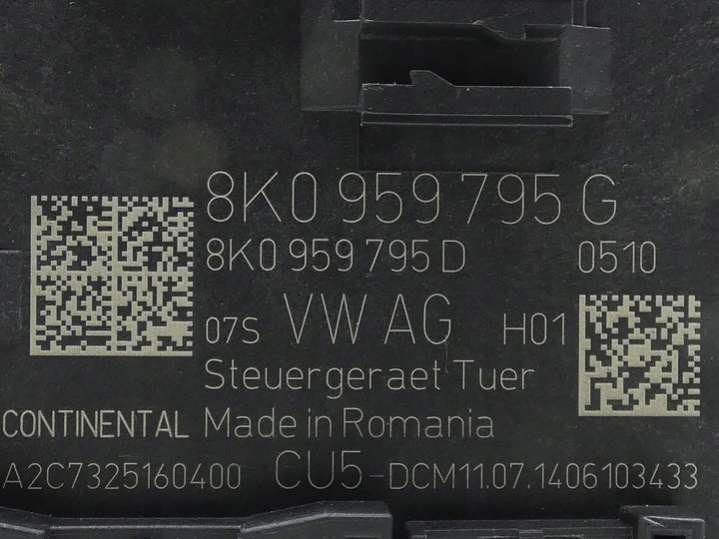 8K0 959 795 G
8K0 959 795 D 0510
07S VW AG H01
Steuergeraet Tuer
CONTINENTAL Made in Romania
A2C7325160400 CU5-DCM11.07.1406103433